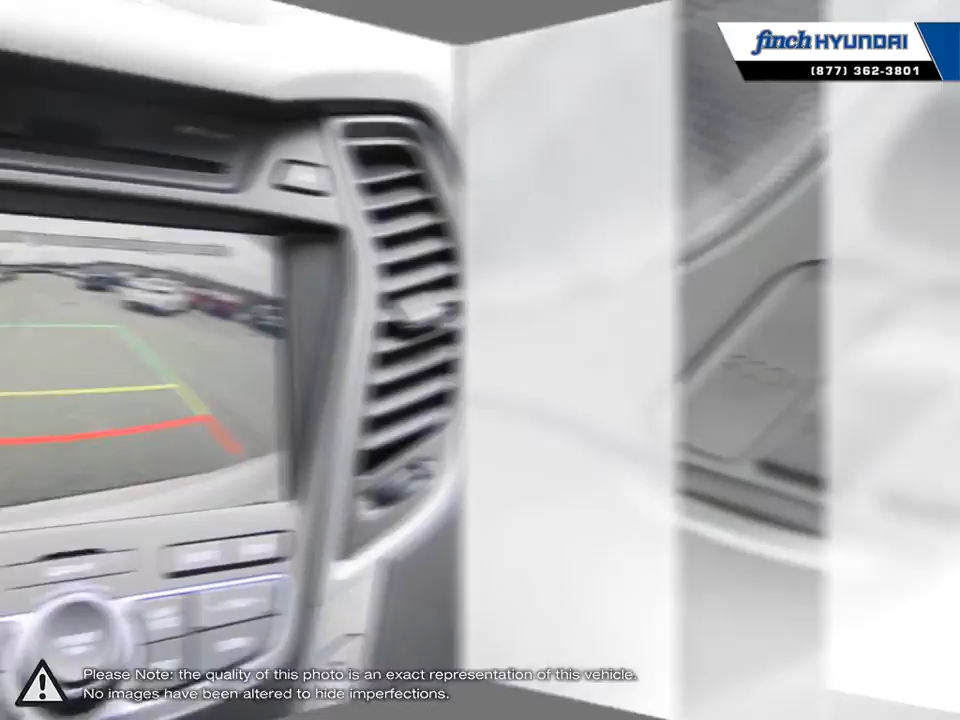 finch HYUNDAI
(877) 362-3801
Please Note: the quality of this photo is an exact representation of this vehicle.
No images have been altered to hide imperfections.